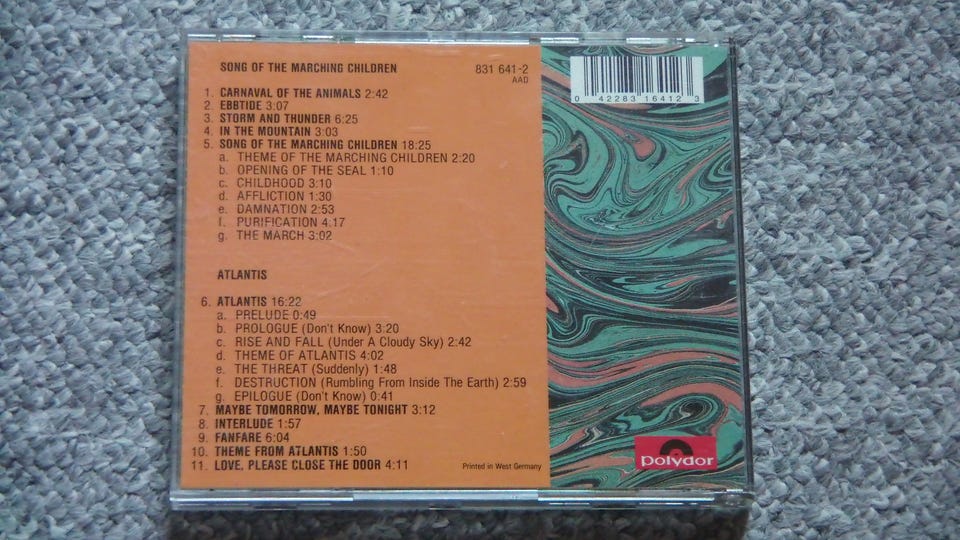 SONG OF THE MARCHING CHILDREN 831 641-2
AAD
1. CARNAVAL OF THE ANIMALS 2:42
2. EBBTIDE 3:07
3. STORM AND THUNDER 6:25
4. IN THE MOUNTAIN 3:03
5. SONG OF THE MARCHING CHILDREN 18:25
a. THEME OF THE MARCHING CHILDREN 2:20
b. OPENING OF THE SEAL 1:10
c. CHILDHOOD 3:10
d. AFFLICTION 1:30
e. DAMNATION 2:53
f. PURIFICATION 4:17
g. THE MARCH 3:02
ATLANTIS
6. ATLANTIS 16:22
a. PRELUDE 0:49
b. PROLOGUE (Don't Know) 3:20
c. RISE AND FALL (Under A Cloudy Sky) 2:42
d. THEME OF ATLANTIS 4:02
e. THE THREAT (Suddenly) 1:48
f. DESTRUCTION (Rumbling From Inside The Earth) 2:59
g. EPILOGUE (Don't Know) 0:41
7. MAYBE TOMORROW, MAYBE TONIGHT 3:12
8. INTERLUDE 1:57
9. FANFARE 6:04
10. THEME FROM ATLANTIS 1:50
11. LOVE, PLEASE CLOSE THE DOOR 4:11
Printed in West Germany
0 42283 16412 3
polydor